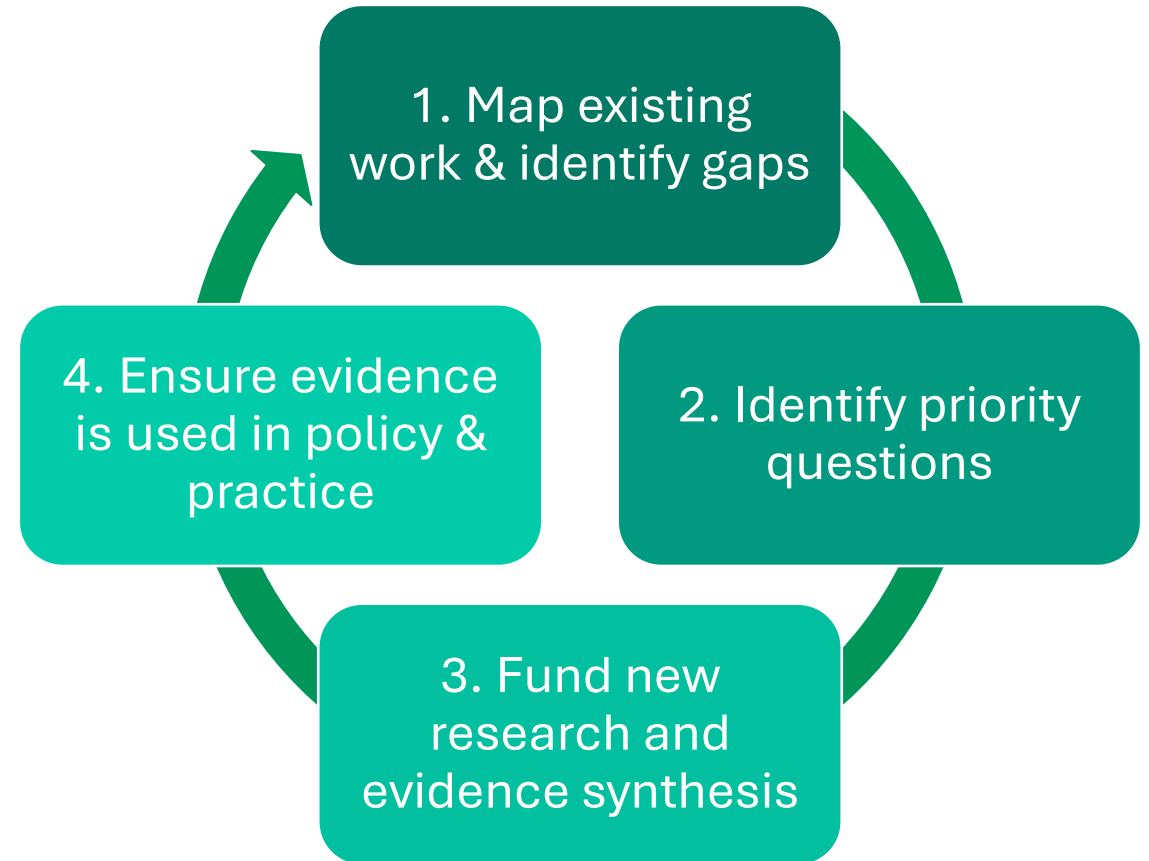 1. Map existing
work & identify gaps
2. Identify priority
questions
3. Fund new
research and
evidence synthesis
4. Ensure evidence
is used in policy &
practice